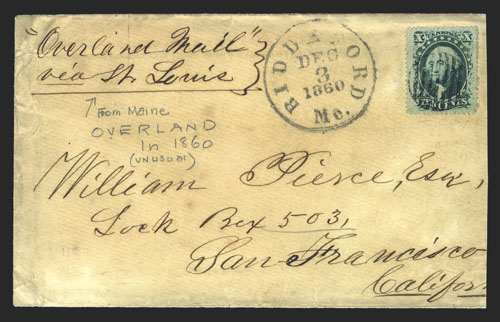 "Overland Mail"
via St. Louis
BIDDEFORD
DEC
3
1860
Me.
TEN CENTS
From Maine
OVERLAND
In 1860
(UNUSUAL)
William Pierce, Esq.,
Lock Box 503,
San Francisco
Califor